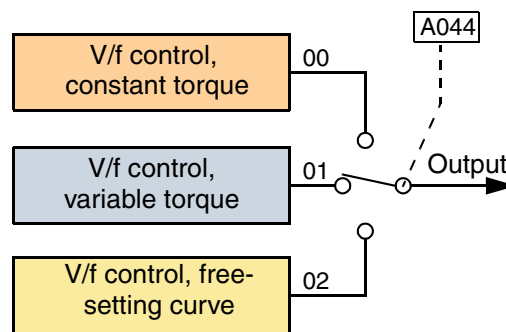 A044
V/f control,
constant torque
00
V/f control,
variable torque
01
Output
V/f control, free-
setting curve
02